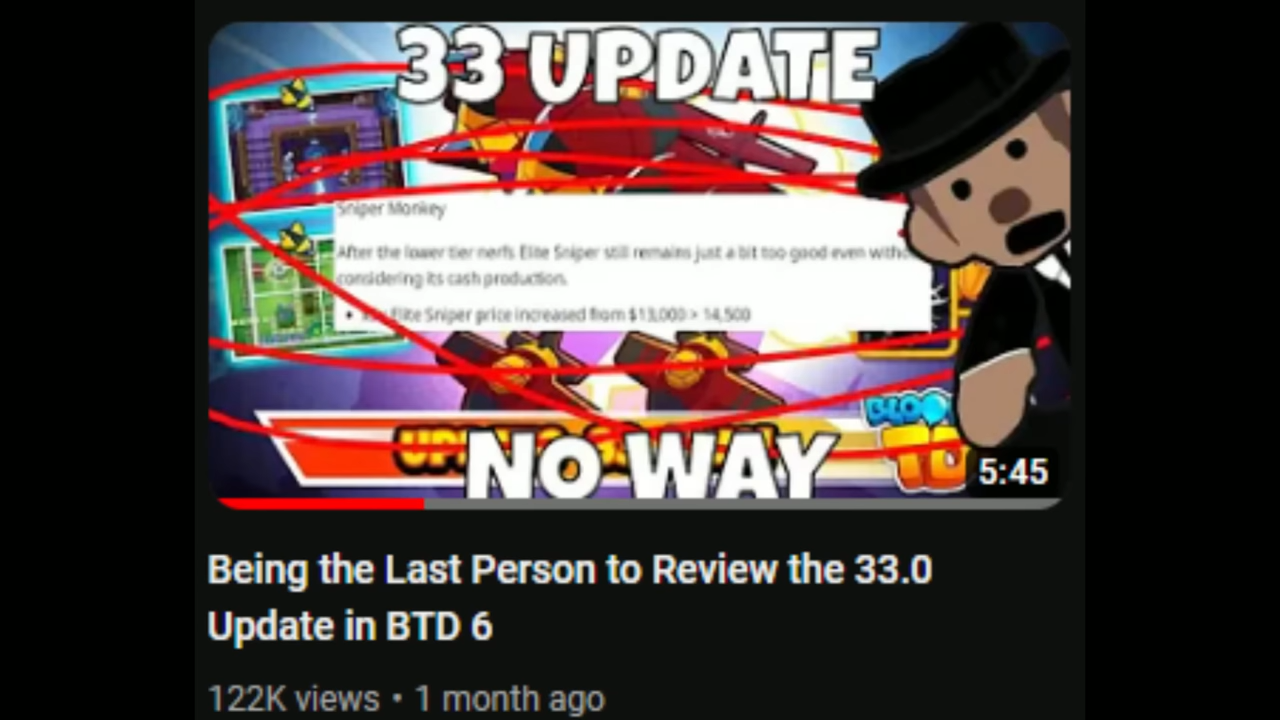 33 UPDATE
Sniper Monkey
After the lower tier nerfs Elite Sniper still remains just a bit too good even
considering its cash production.
Elite Sniper price increased from $13,000 > 14,500
BLOO
TD
NO WAY
5:45
Being the Last Person to Review the 33.0
Update in BTD 6
122K views • 1 month ago